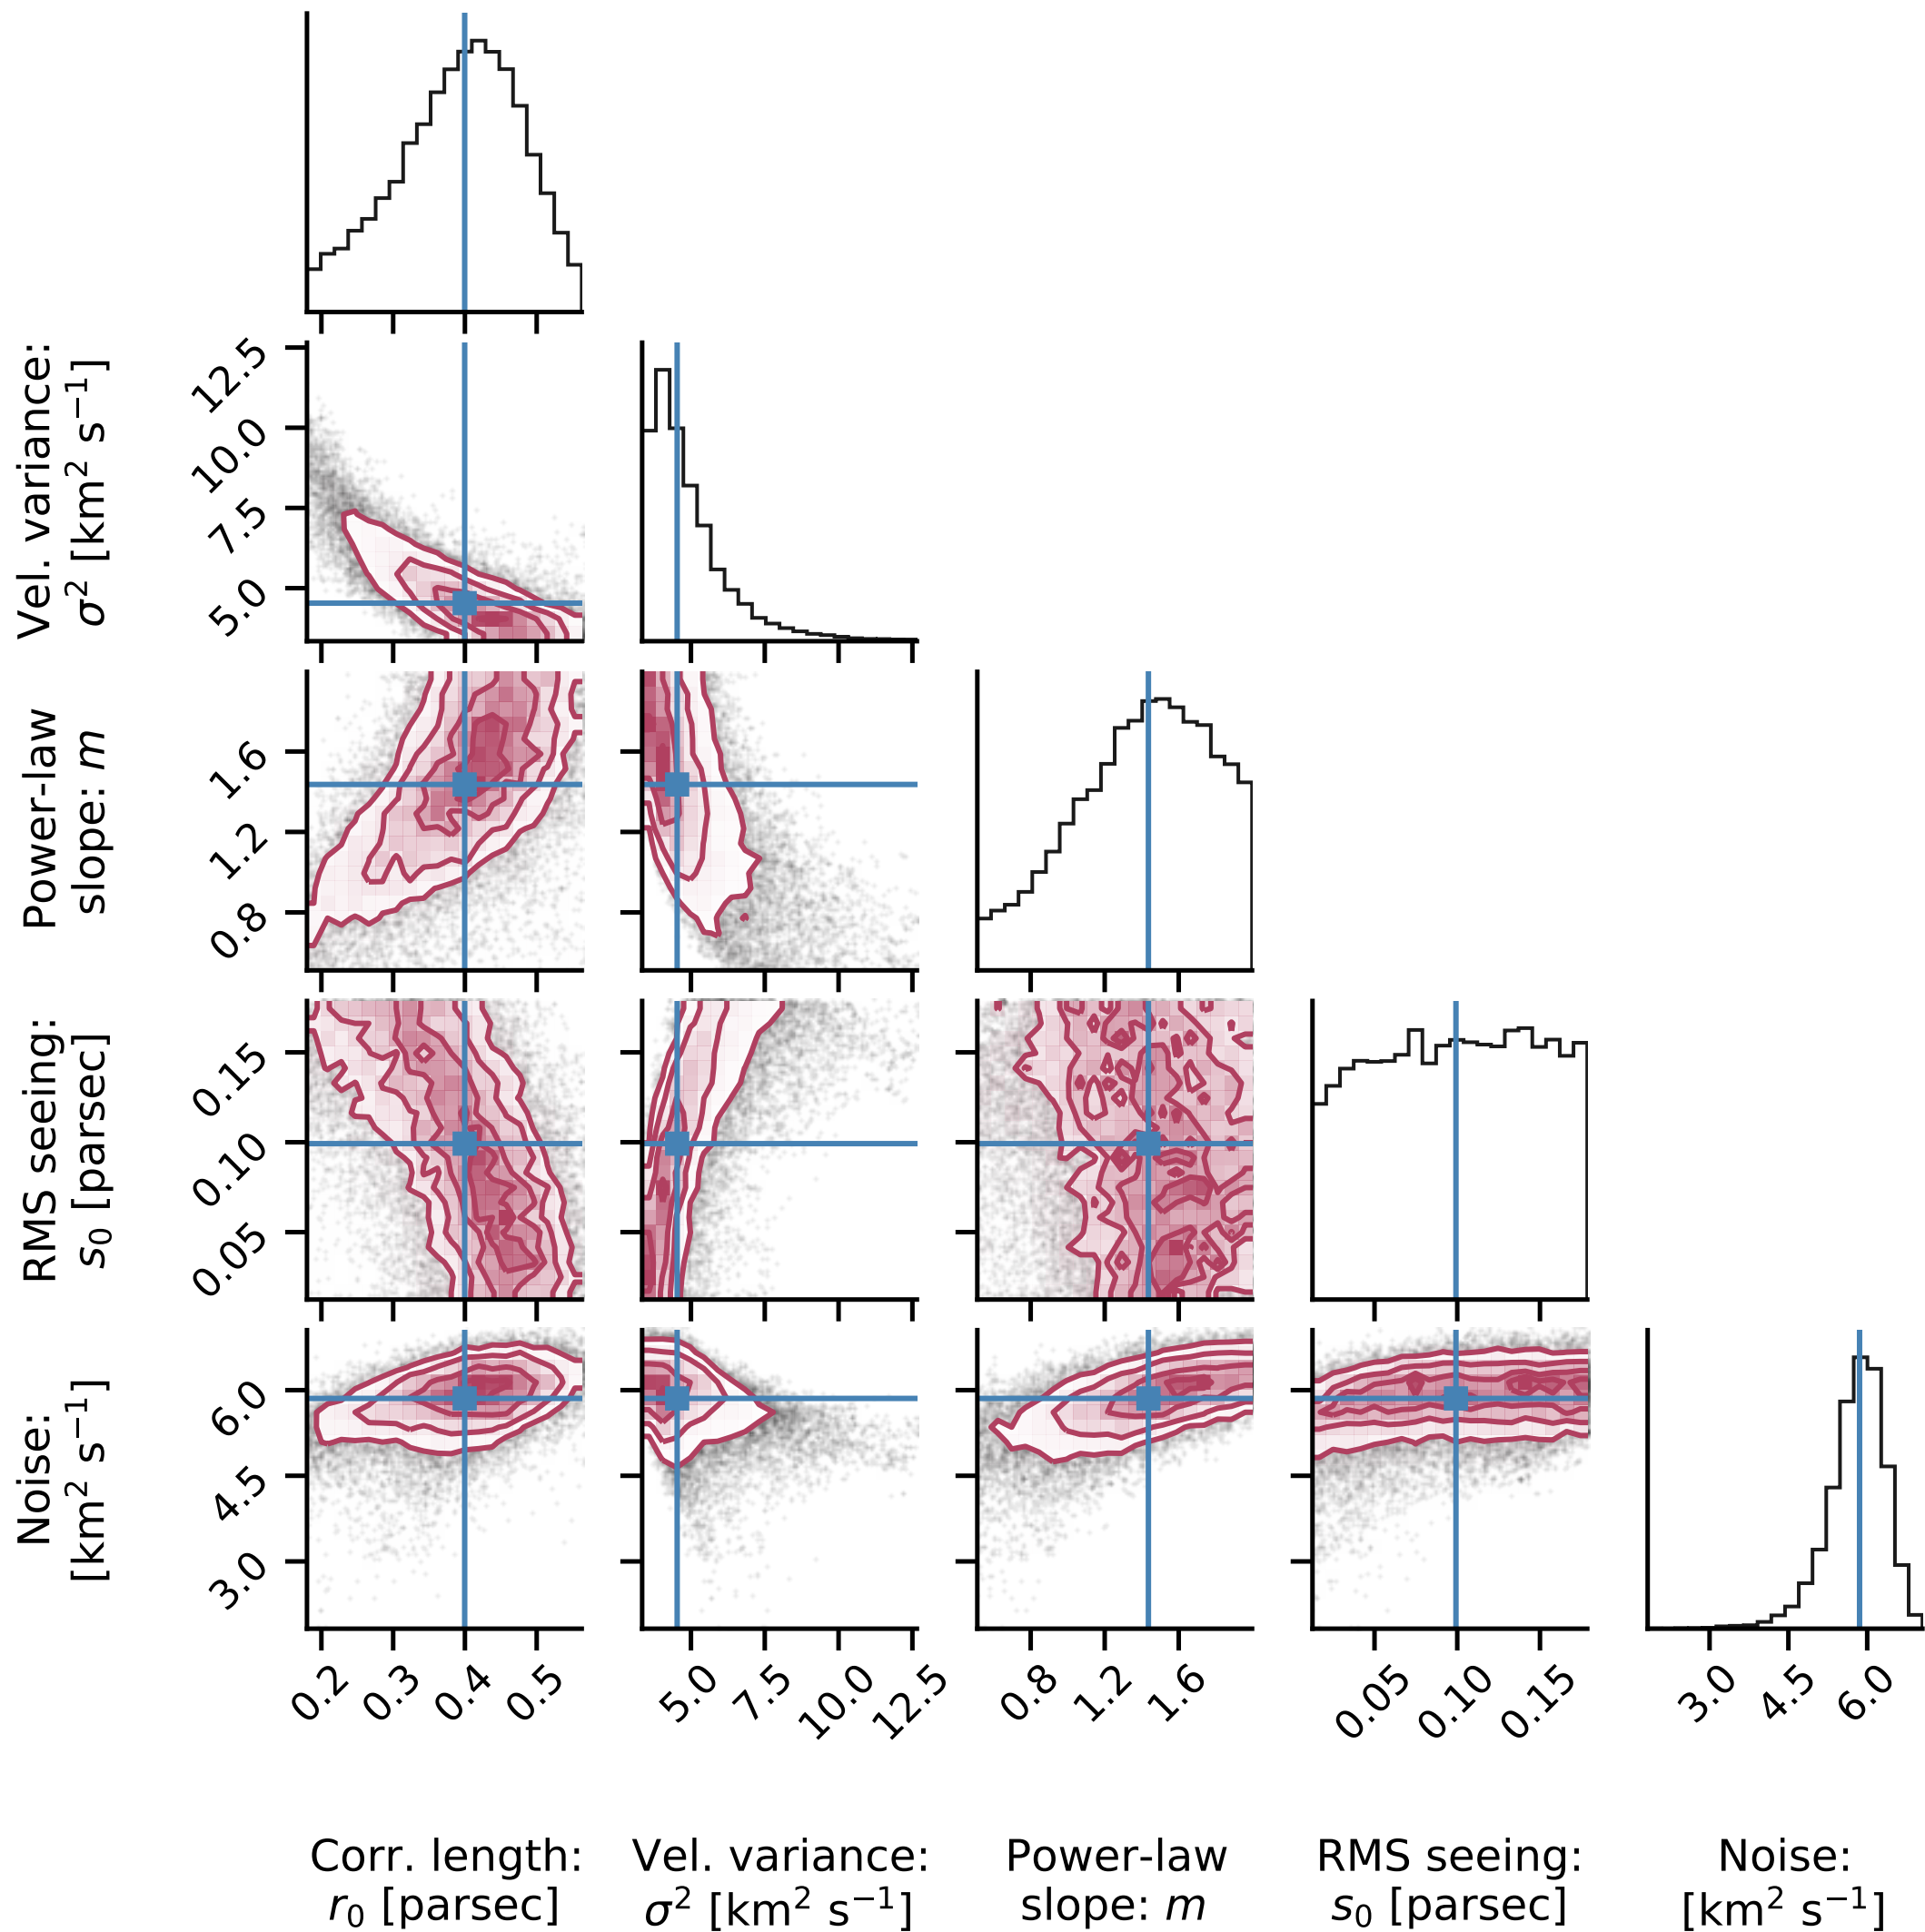 Vel. variance:
σ² [km² s⁻¹]
12.5
10.0
7.5
5.0
Power-law
slope: m
1.6
1.2
0.8
RMS seeing:
s₀ [parsec]
0.15
0.10
0.05
Noise:
[km² s⁻¹]
6.0
4.5
3.0
0.2 0.3 0.4 0.5
5.0 7.5 10.0 12.5
0.8 1.2 1.6
0.05 0.10 0.15
3.0 4.5 6.0
Corr. length:
r₀ [parsec]
Vel. variance:
σ² [km² s⁻¹]
Power-law
slope: m
RMS seeing:
s₀ [parsec]
Noise:
[km² s⁻¹]